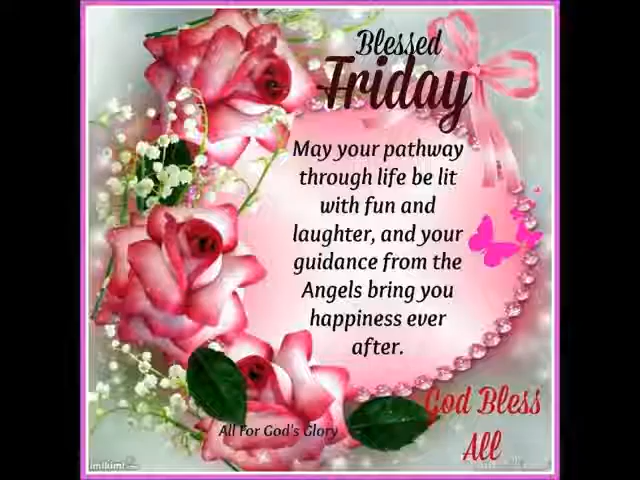 Blessed
Friday
May your pathway
through life be lit
with fun and
laughter, and your
guidance from the
Angels bring you
happiness ever
after.
God Bless
All
All For God's Glory
imikimi